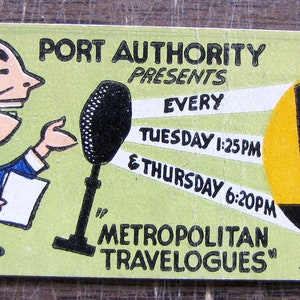 PORT AUTHORITY
PRESENTS
EVERY
TUESDAY 1:25PM
& THURSDAY 6:20PM
"METROPOLITAN
TRAVELOGUES"